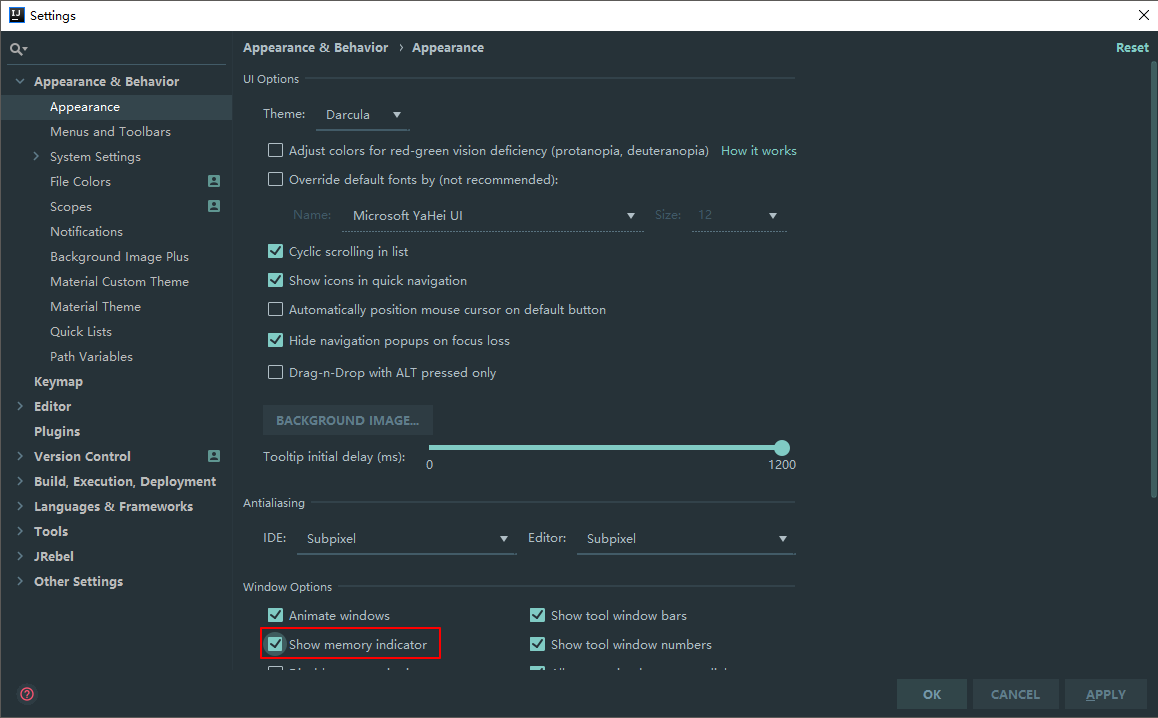 Settings
Appearance & Behavior › Appearance
Reset
Appearance & Behavior
Appearance
Menus and Toolbars
System Settings
File Colors
Scopes
Notifications
Background Image Plus
Material Custom Theme
Material Theme
Quick Lists
Path Variables
Keymap
Editor
Plugins
Version Control
Build, Execution, Deployment
Languages & Frameworks
Tools
JRebel
Other Settings
UI Options
Theme: Darcula
Adjust colors for red-green vision deficiency (protanopia, deuteranopia) How it works
Override default fonts by (not recommended):
Name: Microsoft YaHei UI Size: 12
Cyclic scrolling in list
Show icons in quick navigation
Automatically position mouse cursor on default button
Hide navigation popups on focus loss
Drag-n-Drop with ALT pressed only
BACKGROUND IMAGE...
Tooltip initial delay (ms):
0 1200
Antialiasing
IDE: Subpixel Editor: Subpixel
Window Options
Animate windows Show tool window bars
Show memory indicator Show tool window numbers
OK CANCEL APPLY